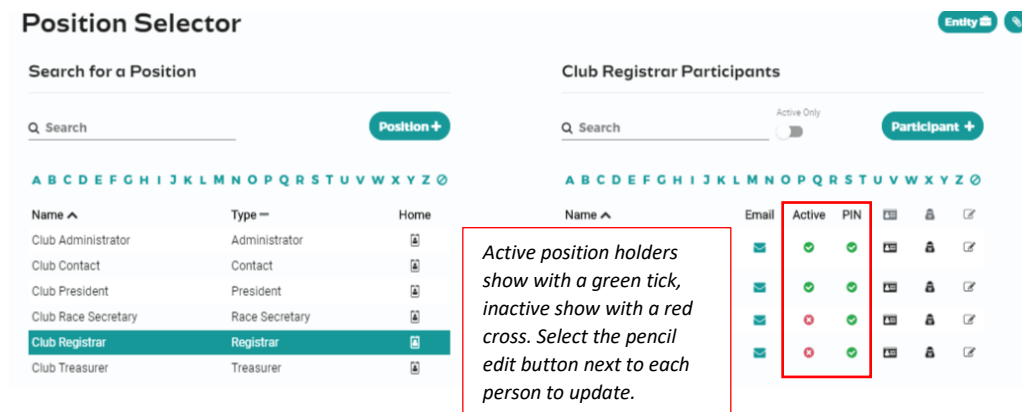 Position Selector
Entity
Search for a Position
Club Registrar Participants
Search
Position +
Active Only
Search
Participant +
A B C D E F G H I J K L M N O P Q R S T U V W X Y Z
A B C D E F G H I J K L M N O P Q R S T U V W X Y Z
Name Type Home
Name Email Active PIN
Club Administrator Administrator
Club Contact Contact
Club President President
Club Race Secretary Race Secretary
Club Registrar Registrar
Club Treasurer Treasurer
Active position holders
show with a green tick,
inactive show with a red
cross. Select the pencil
edit button next to each
person to update.